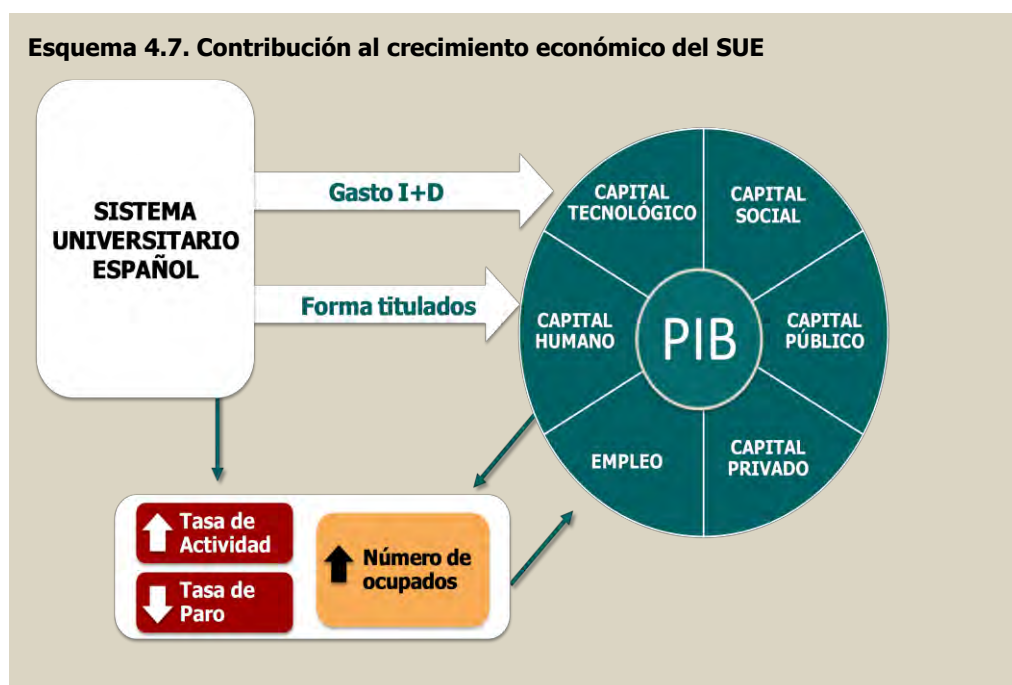 Esquema 4.7. Contribución al crecimiento económico del SUE
SISTEMA
UNIVERSITARIO
ESPAÑOL
Gasto I+D
Forma titulados
CAPITAL
TECNOLÓGICO
CAPITAL
SOCIAL
CAPITAL
HUMANO
PIB
CAPITAL
PÚBLICO
EMPLEO
CAPITAL
PRIVADO
Tasa de
Actividad
Tasa de
Paro
Número de
ocupados